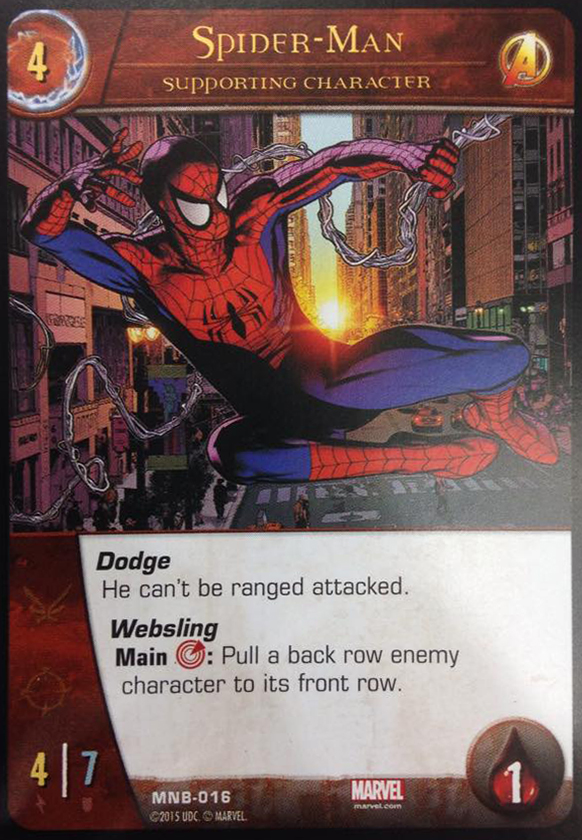 4
Spider-Man
Supporting Character
Dodge
He can't be ranged attacked.
Websling
Main : Pull a back row enemy
character to its front row.
4 | 7
1
MNB-016
MARVEL
marvel.com
©2015 UDC. © MARVEL.